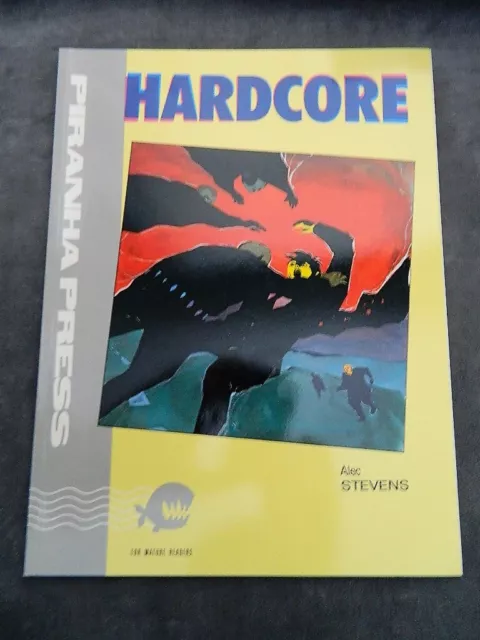 HARDCORE
PIRANHA PRESS
Alec
STEVENS
FOR MATURE READERS